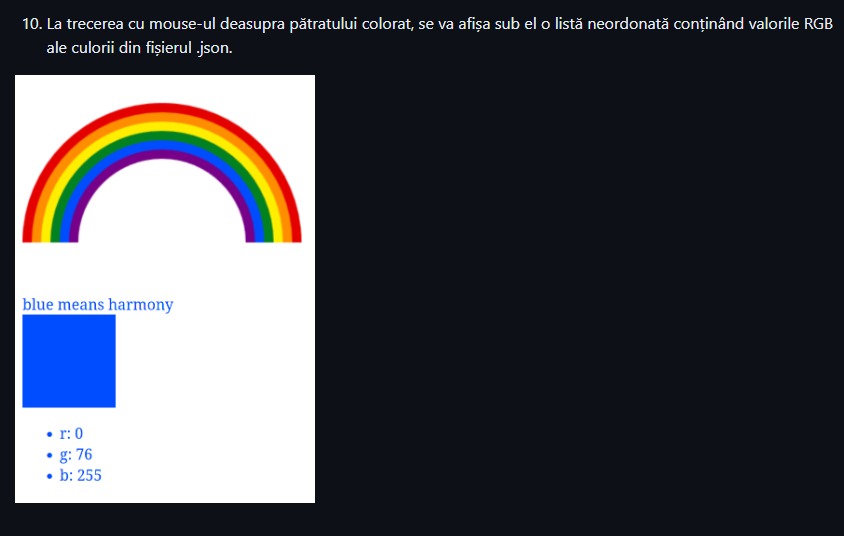 10. La trecerea cu mouse-ul deasupra pătratului colorat, se va afișa sub el o listă neordonată conținând valorile RGB
ale culorii din fișierul .json.
blue means harmony
• r: 0
• g: 76
• b: 255